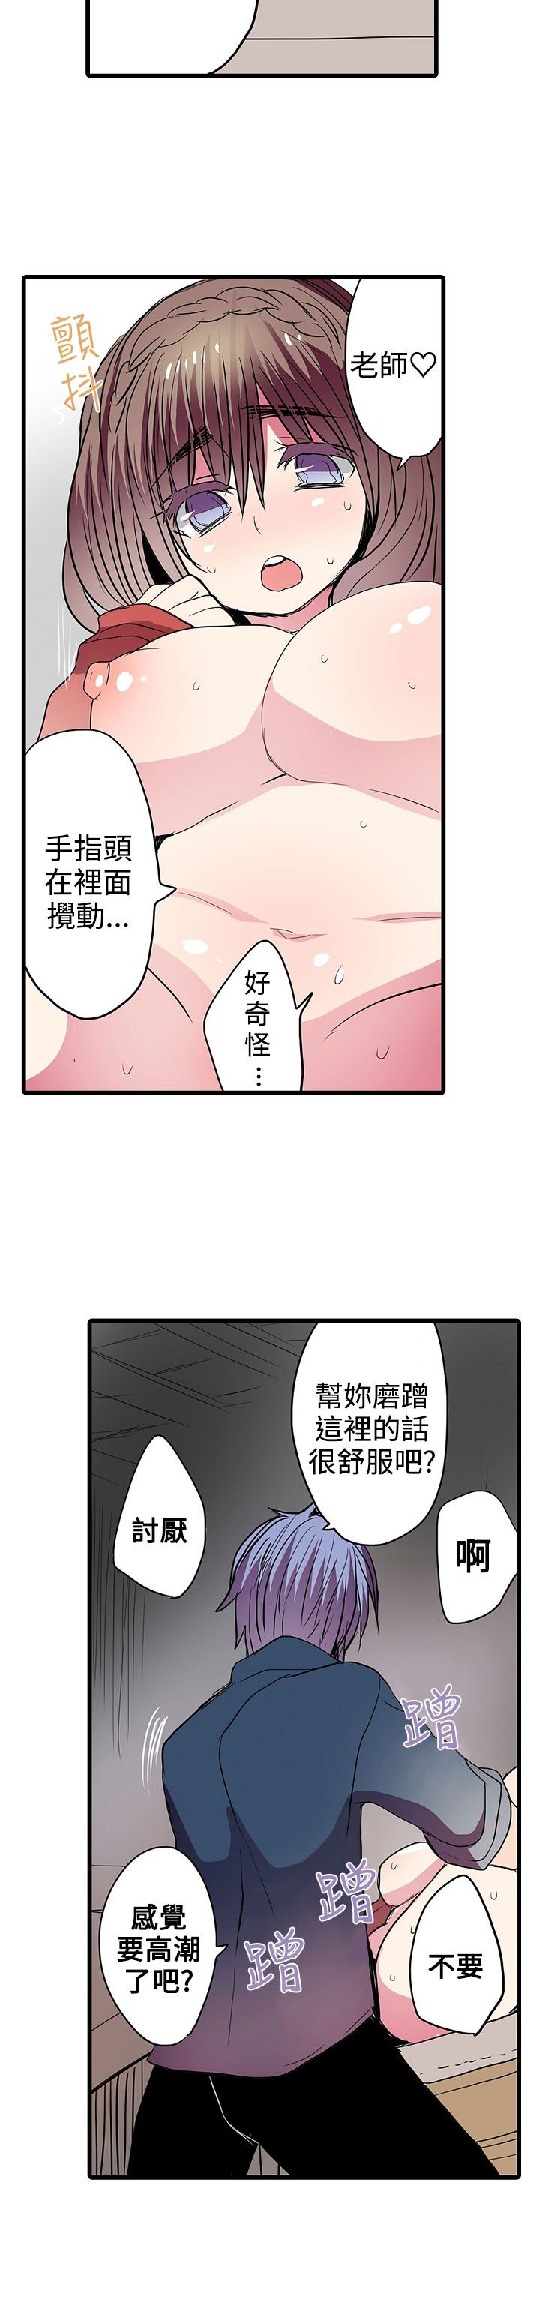 老師♡
顫
抖
手指頭
在裡面
攪動…
好奇怪…
幫妳磨蹭
這裡的話
很舒服吧?
討厭
啊
蹭
蹭
蹭
感覺
要高潮
了吧?
不要